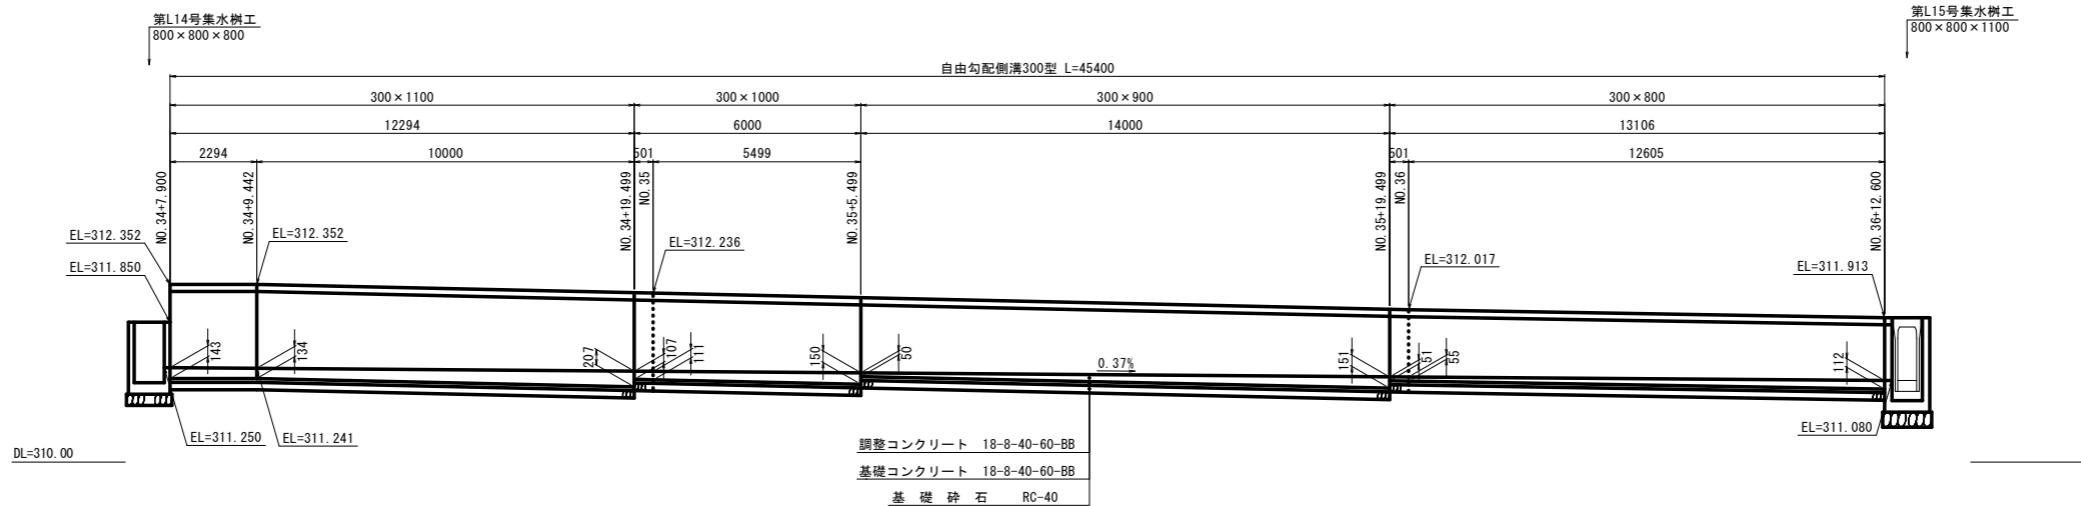 第L14号集水桝工
800×800×800
第L15号集水桝工
800×800×1100
自由勾配側溝300型 L=45400
300×1100
300×1000
300×900
300×800
12294
6000
14000
13106
2294
10000
501
5499
501
12605
NO.34+7.900
NO.34+9.442
NO.34+19.499
NO.35
NO.35+5.499
NO.35+19.499
NO.36
NO.36+12.600
EL=312.352
EL=312.352
EL=312.236
EL=312.017
EL=311.913
EL=311.850
143
134
207
107
111
150
50
0.37%
151
51
55
112
EL=311.250
EL=311.241
EL=311.080
DL=310.00
調整コンクリート 18-8-40-60-BB
基礎コンクリート 18-8-40-60-BB
基礎砕石 RC-40